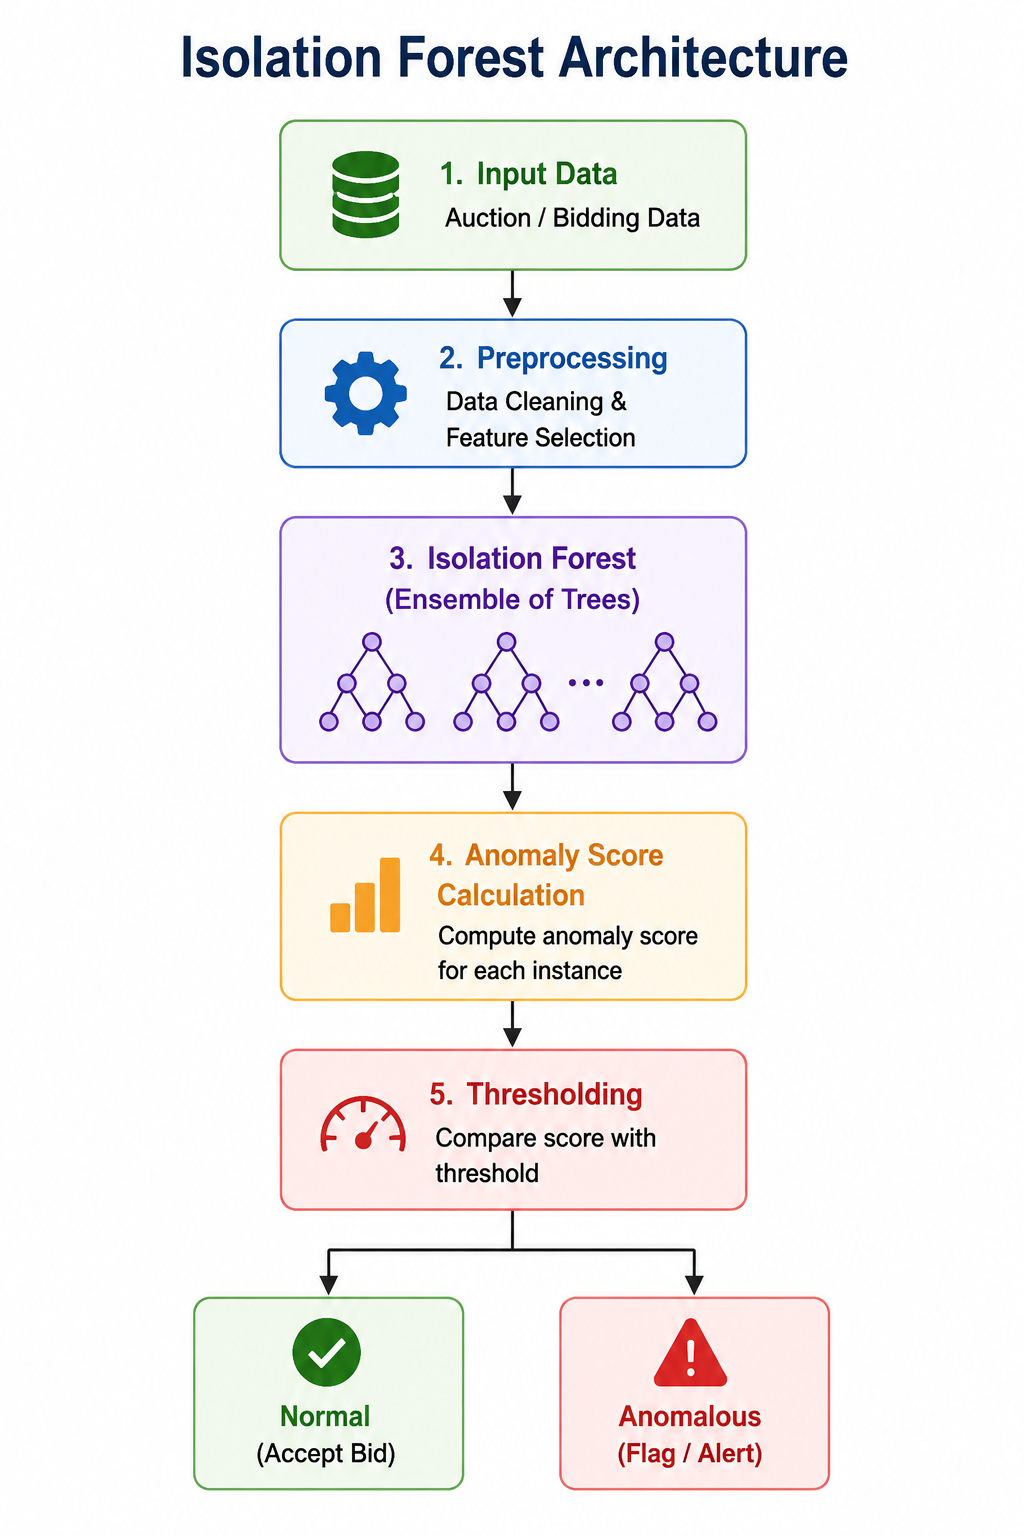 Isolation Forest Architecture
1. Input Data
Auction / Bidding Data
2. Preprocessing
Data Cleaning &
Feature Selection
3. Isolation Forest
(Ensemble of Trees)
...
4. Anomaly Score
Calculation
Compute anomaly score
for each instance
5. Thresholding
Compare score with
threshold
Normal
(Accept Bid)
Anomalous
(Flag / Alert)